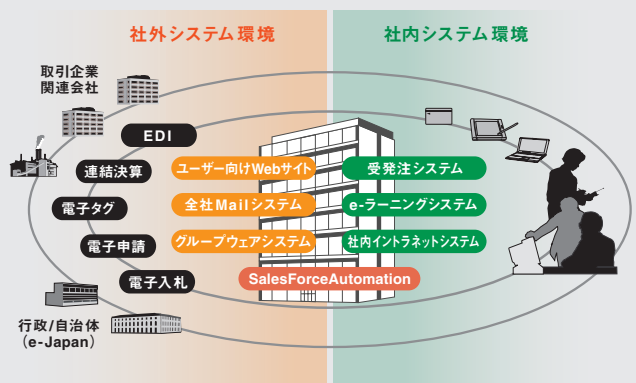 社外システム環境
社内システム環境
取引企業
関連会社
EDI
連結決算
電子タグ
電子申請
電子入札
ユーザー向けWebサイト
全社Mailシステム
グループウェアシステム
受発注システム
e-ラーニングシステム
社内イントラネットシステム
SalesForceAutomation
行政/自治体
（e-Japan）